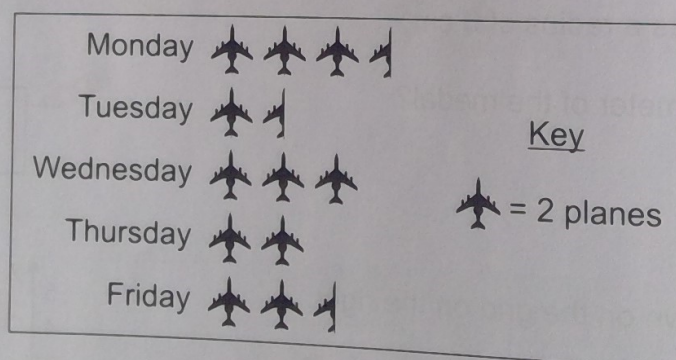 Monday
Tuesday
Key
Wednesday
= 2 planes
Thursday
Friday